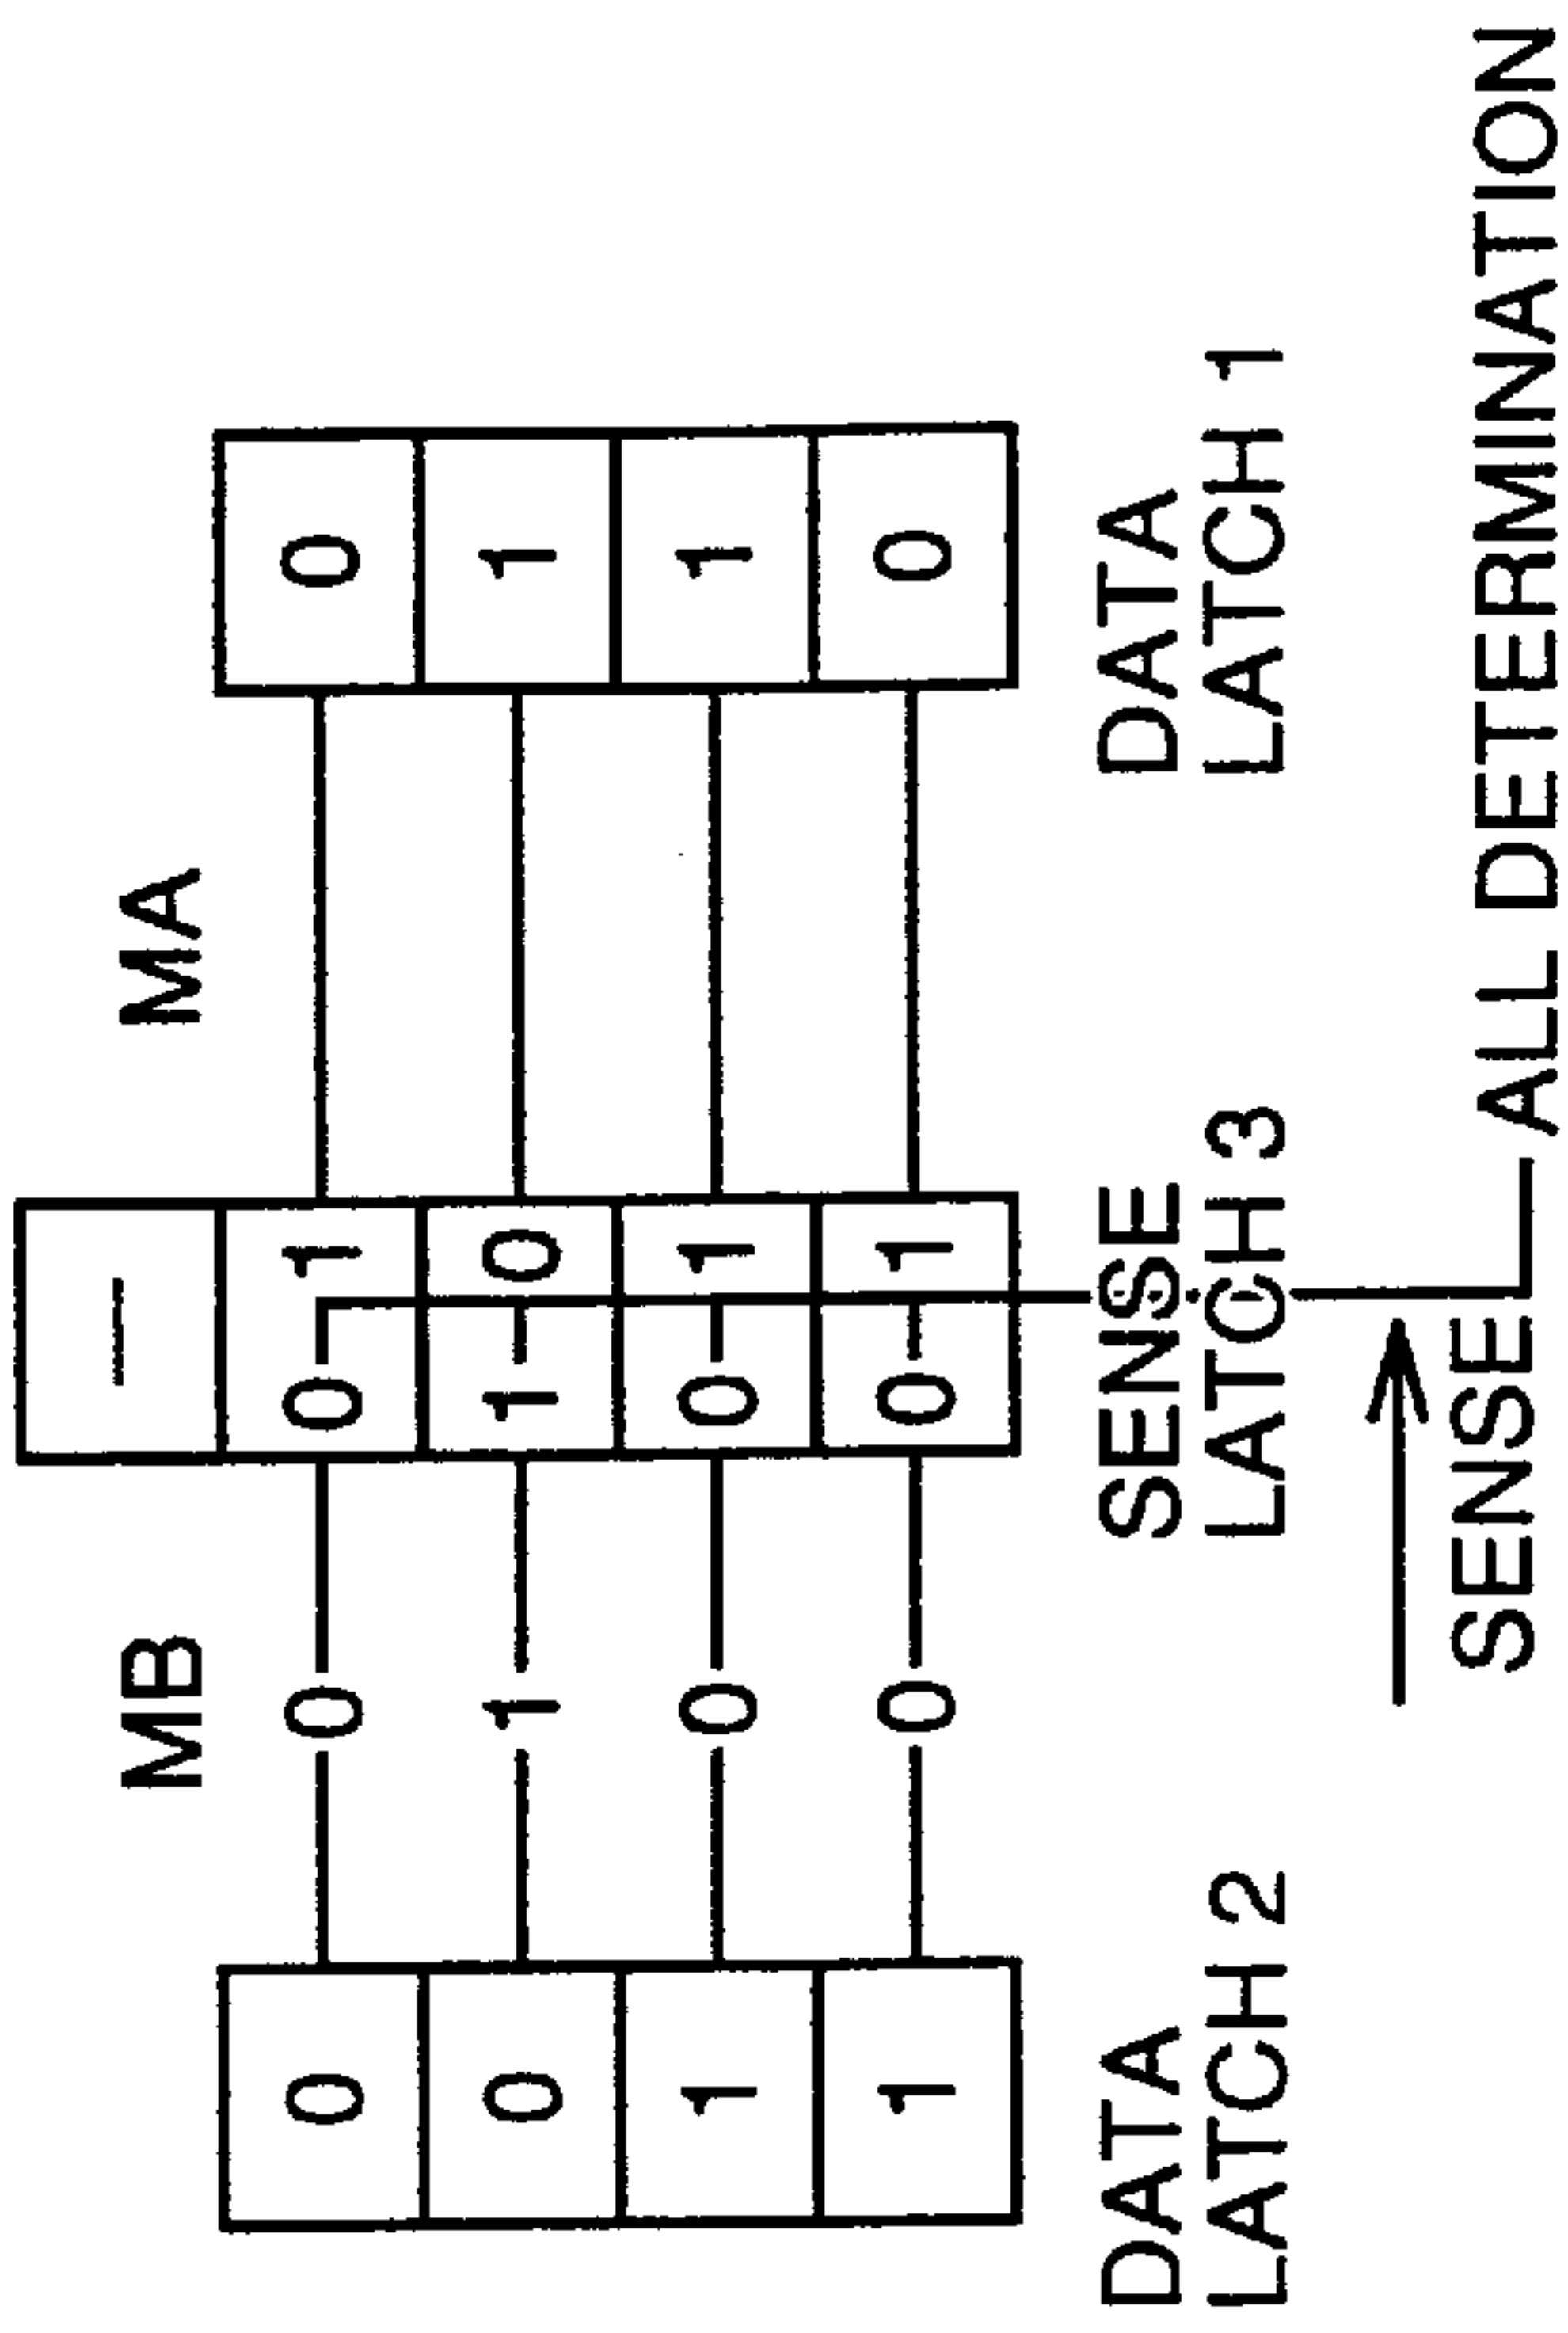 —
MB MA
0 0 0 1 0
0 1 1 0 1
1 0 0 1 1
1 0 0 1 0
DATA
LATCH 2
SENSE
LATCH 3
DATA
LATCH 1
SENSE
ALL DETERMINATION